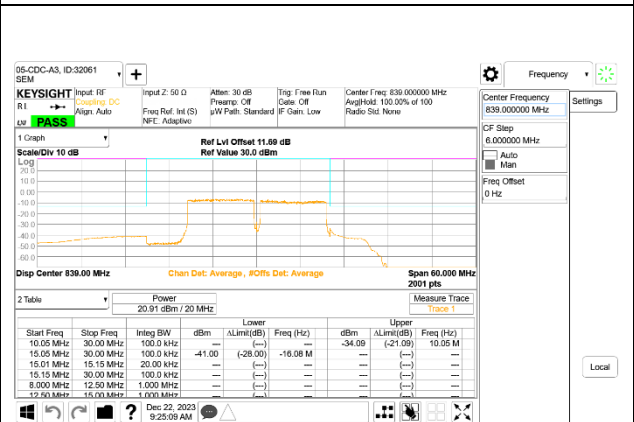 05-CDC-A3, ID:32061
SEM
Frequency
KEYSIGHT Input: RF Input Z: 50 Ω Atten: 30 dB Trig: Free Run Center Freq: 839.000000 MHz
Coupling: DC Preamp: Off Gate: Off Avg|Hold: 100.00% of 100
Align: Auto Freq Ref: Int (S) µW Path: Standard IF Gain: Low Radio Std: None
NFE: Adaptive
PASS
Center Frequency
839.000000 MHz
Settings
CF Step
6.000000 MHz
Auto
Man
Freq Offset
0 Hz
1 Graph
Scale/Div 10 dB
Ref Lvl Offset 11.69 dB
Ref Value 30.0 dBm
Log
20.0
10.0
0.00
-10.0
-20.0
-30.0
-40.0
-50.0
-60.0
Disp Center 839.00 MHz Chan Det: Average, #Offs Det: Average Span 60.000 MHz
2001 pts
2 Table
Power
20.91 dBm / 20 MHz
Measure Trace
Trace 1
Lower Upper
Start Freq Stop Freq Integ BW dBm ΔLimit(dB) Freq (Hz) dBm ΔLimit(dB) Freq (Hz)
10.05 MHz 30.00 MHz 100.0 kHz --- (---) --- -34.09 (-21.09) 10.05 M
15.05 MHz 30.00 MHz 100.0 kHz -41.00 (-28.00) -16.08 M --- (---) ---
15.01 MHz 15.15 MHz 20.00 kHz --- (---) --- --- (---) ---
15.15 MHz 30.00 MHz 100.0 kHz --- (---) --- --- (---) ---
8.000 MHz 12.50 MHz 1.000 MHz --- (---) --- --- (---) ---
12.50 MHz 15.00 MHz 1.000 MHz --- (---) --- --- (---) ---
Local
? Dec 22, 2023
9:25:09 AM